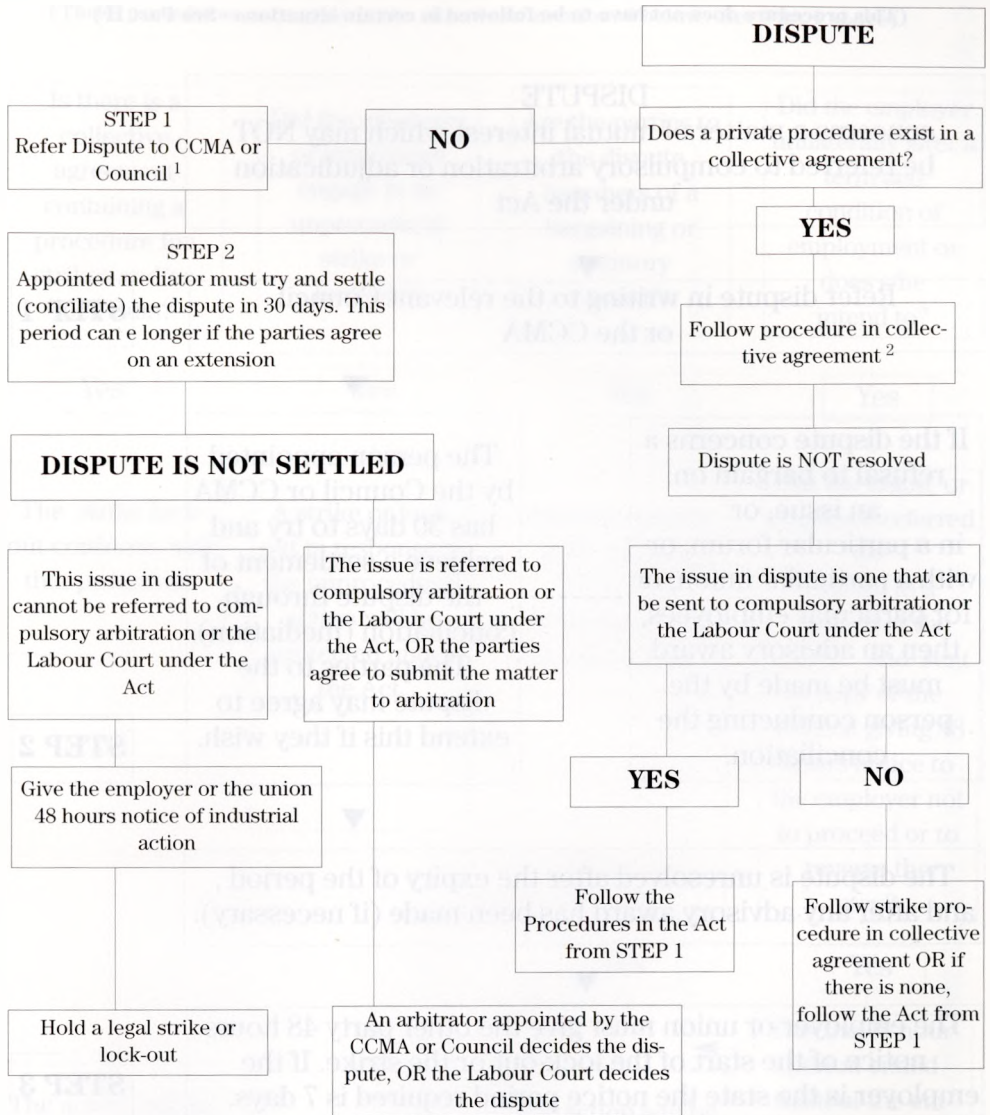 DISPUTE
Does a private procedure exist in a
collective agreement?
NO
STEP 1
Refer Dispute to CCMA or
Council 1
STEP 2
Appointed mediator must try and settle
(conciliate) the dispute in 30 days. This
period can e longer if the parties agree
on an extension
DISPUTE IS NOT SETTLED
This issue in dispute
cannot be referred to com-
pulsory arbitration or the
Labour Court under the
Act
Give the employer or the union
48 hours notice of industrial
action
Hold a legal strike or
lock-out
The issue is referred to
compulsory arbitration or
the Labour Court under
the Act, OR the parties
agree to submit the matter
to arbitration
An arbitrator appointed by the
CCMA or Council decides the dis-
pute, OR the Labour Court decides
the dispute
YES
Follow procedure in collec-
tive agreement 2
Dispute is NOT resolved
The issue in dispute is one that can
be sent to compulsory arbitrationor
the Labour Court under the Act
YES
Follow the
Procedures in the Act
from STEP 1
NO
Follow strike pro-
cedure in collective
agreement OR if
there is none,
follow the Act from
STEP 1